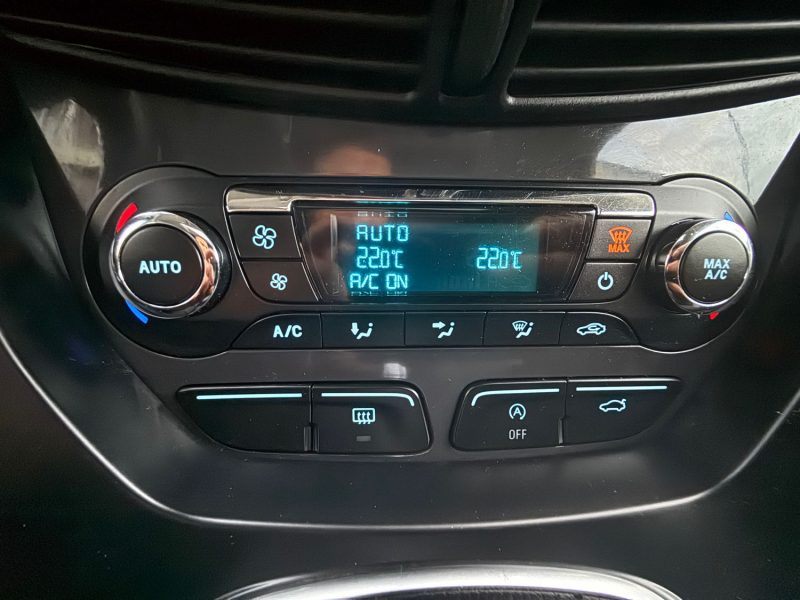 AUTO
22.0°C 22.0°C
A/C ON
MAX
AUTO
MAX
A/C
A/C
A
OFF